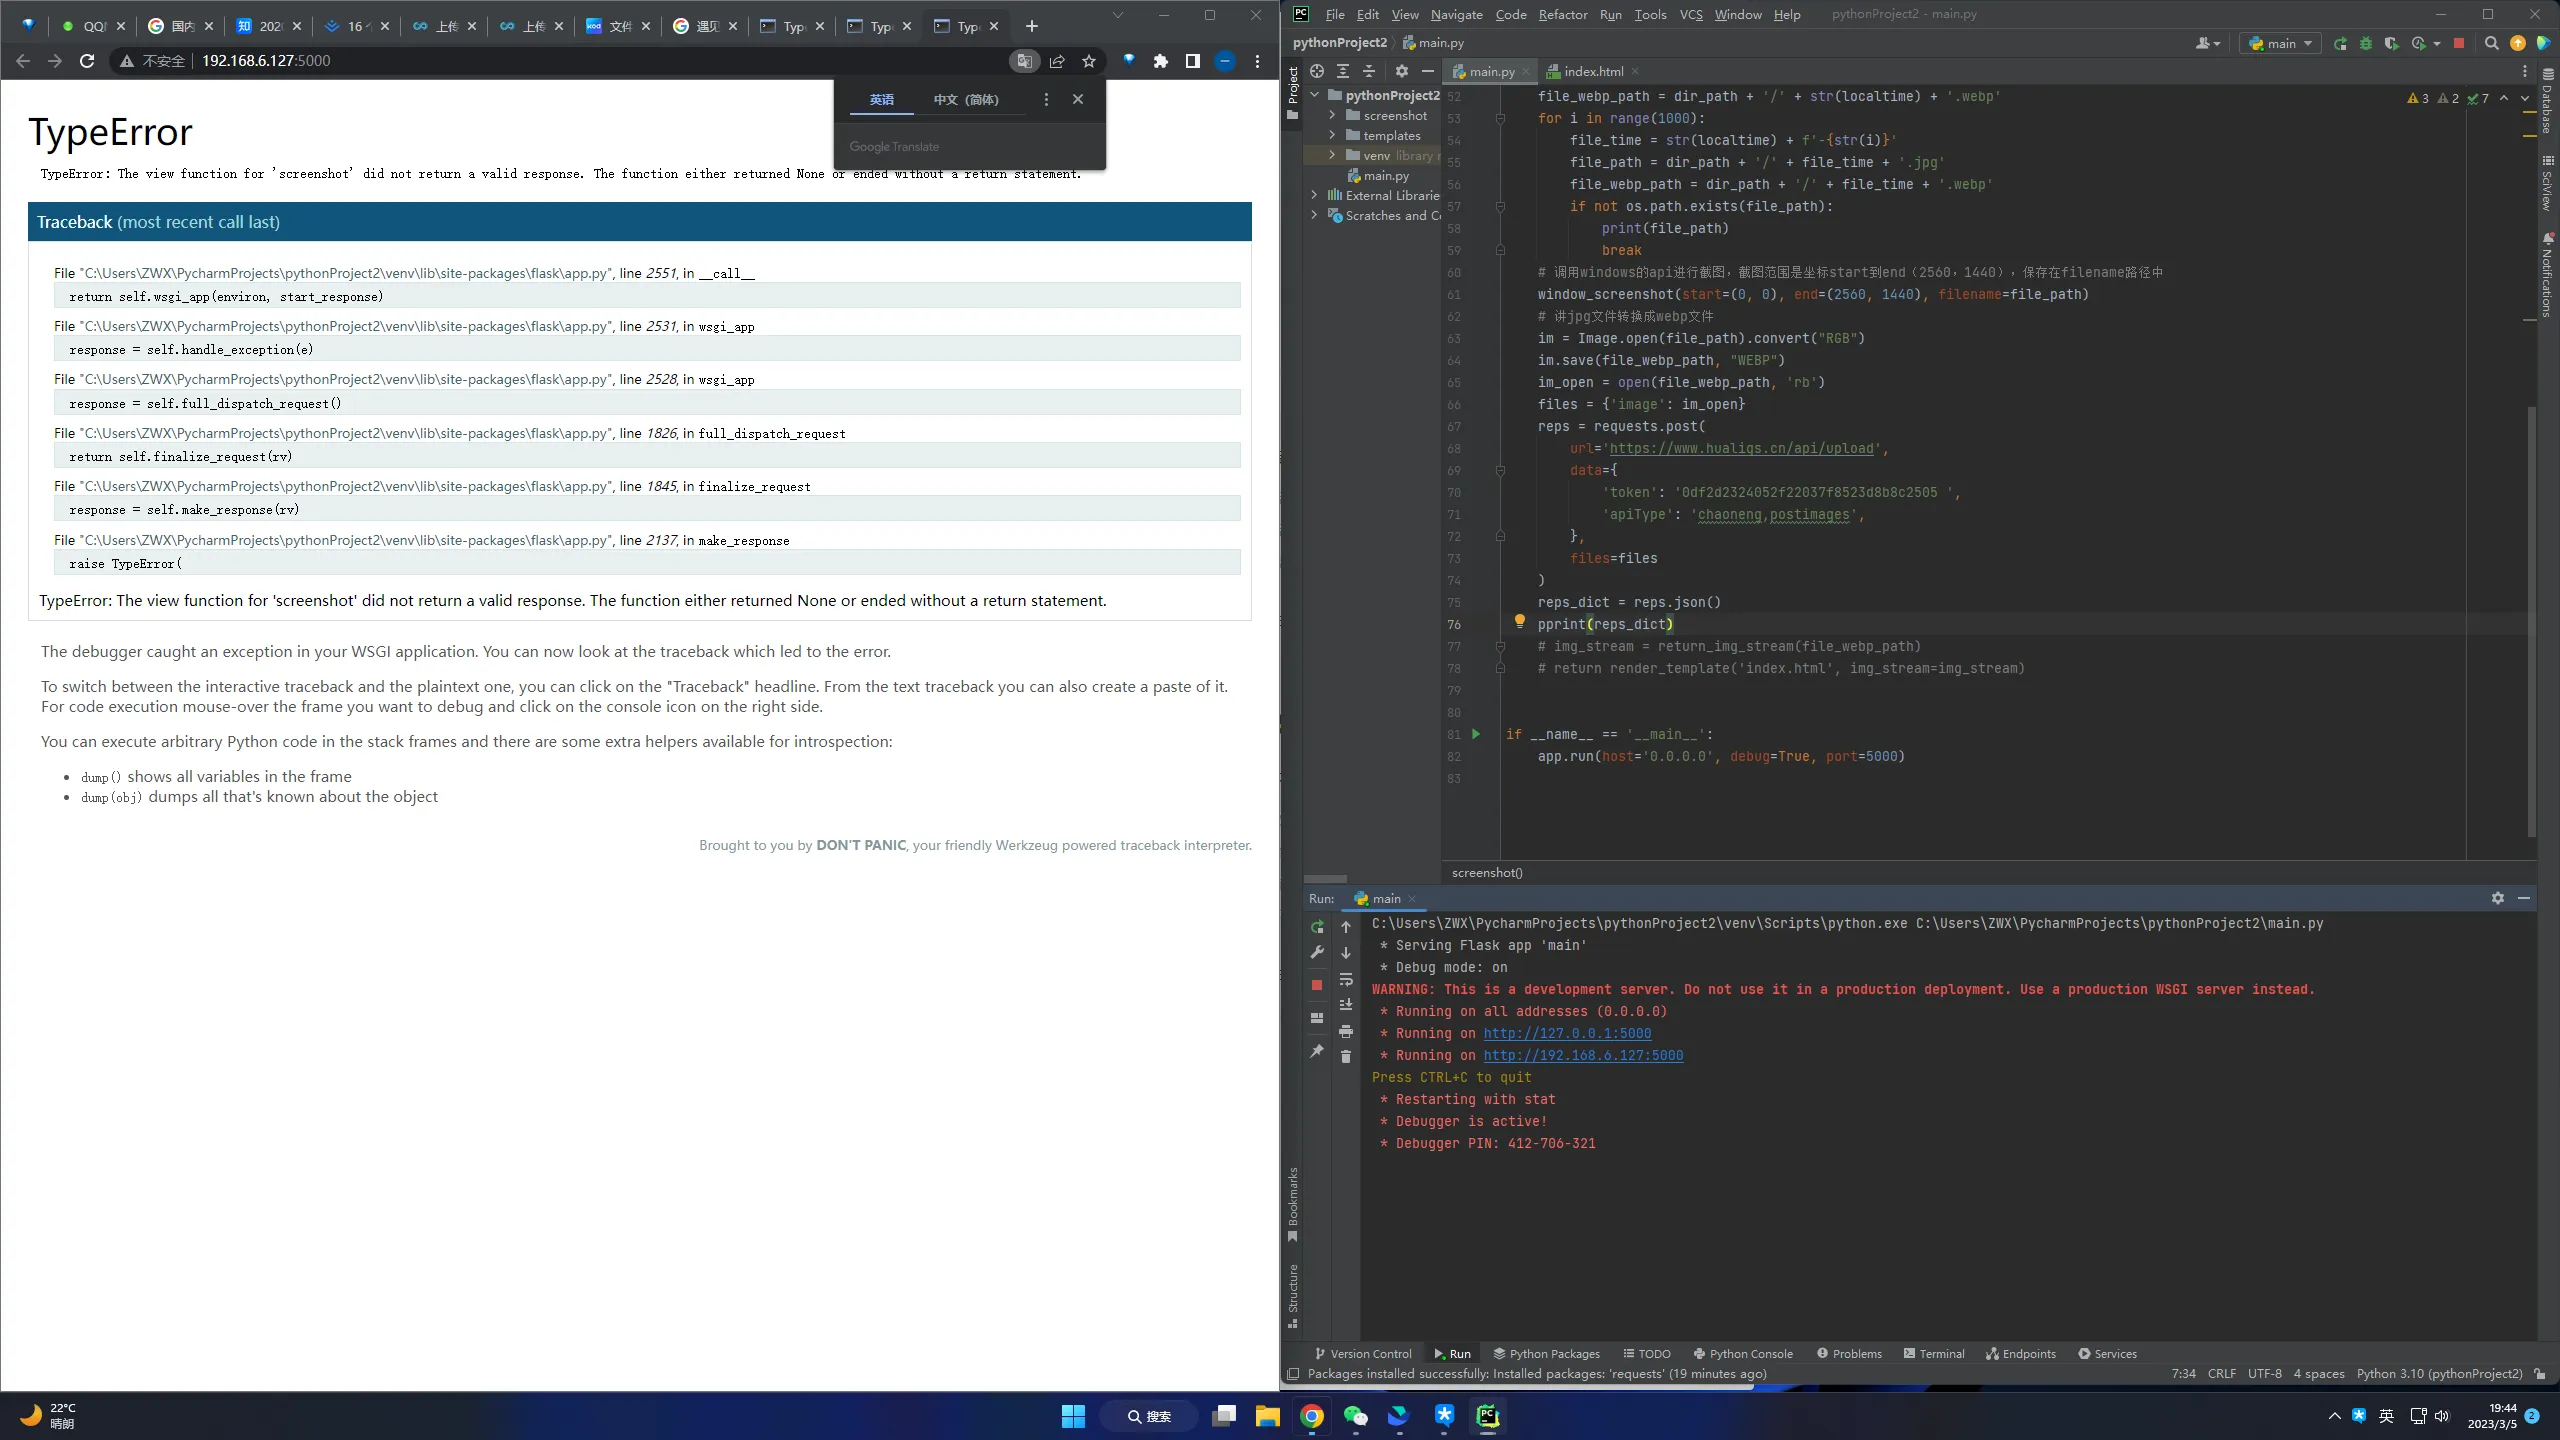 QQ
国内
202
16
上传
上传
文件
遇见
Typ
Typ
Typ
不安全
192.168.6.127:5000
英语
中文（简体）
Google Translate
TypeError
TypeError: The view function for 'screenshot' did not return a valid response. The function either returned None or ended without a return statement.
Traceback (most recent call last)
File "C:\Users\ZWX\PycharmProjects\pythonProject2\venv\lib\site-packages\flask\app.py", line 2551, in __call__
return self.wsgi_app(environ, start_response)
File "C:\Users\ZWX\PycharmProjects\pythonProject2\venv\lib\site-packages\flask\app.py", line 2531, in wsgi_app
response = self.handle_exception(e)
File "C:\Users\ZWX\PycharmProjects\pythonProject2\venv\lib\site-packages\flask\app.py", line 2528, in wsgi_app
response = self.full_dispatch_request()
File "C:\Users\ZWX\PycharmProjects\pythonProject2\venv\lib\site-packages\flask\app.py", line 1826, in full_dispatch_request
return self.finalize_request(rv)
File "C:\Users\ZWX\PycharmProjects\pythonProject2\venv\lib\site-packages\flask\app.py", line 1845, in finalize_request
response = self.make_response(rv)
File "C:\Users\ZWX\PycharmProjects\pythonProject2\venv\lib\site-packages\flask\app.py", line 2137, in make_response
raise TypeError(
TypeError: The view function for 'screenshot' did not return a valid response. The function either returned None or ended without a return statement.
The debugger caught an exception in your WSGI application. You can now look at the traceback which led to the error.
To switch between the interactive traceback and the plaintext one, you can click on the "Traceback" headline. From the text traceback you can also create a paste of it.
For code execution mouse-over the frame you want to debug and click on the console icon on the right side.
You can execute arbitrary Python code in the stack frames and there are some extra helpers available for introspection:
• dump() shows all variables in the frame
• dump(obj) dumps all that's known about the object
Brought to you by DON'T PANIC, your friendly Werkzeug powered traceback interpreter.
PC File Edit View Navigate Code Refactor Run Tools VCS Window Help pythonProject2 - main.py
pythonProject2 main.py
main
Project
main.py index.html
pythonProject2
screenshot
templates
venv library r
main.py
External Librarie
Scratches and C
3 2 7
Database
SciView
Notifications
52 file_webp_path = dir_path + '/' + str(localtime) + '.webp'
53 for i in range(1000):
54 file_time = str(localtime) + f'-{str(i)}'
55 file_path = dir_path + '/' + file_time + '.jpg'
56 file_webp_path = dir_path + '/' + file_time + '.webp'
57 if not os.path.exists(file_path):
58 print(file_path)
59 break
60 # 调用windows的api进行截图，截图范围是坐标start到end（2560，1440），保存在filename路径中
61 window_screenshot(start=(0, 0), end=(2560, 1440), filename=file_path)
62 # 讲jpg文件转换成webp文件
63 im = Image.open(file_path).convert("RGB")
64 im.save(file_webp_path, "WEBP")
65 im_open = open(file_webp_path, 'rb')
66 files = {'image': im_open}
67 reps = requests.post(
68 url='https://www.hualigs.cn/api/upload',
69 data={
70 'token': '0df2d2324052f22037f8523d8b8c2505 ',
71 'apiType': 'chaoneng,postimages',
72 },
73 files=files
74 )
75 reps_dict = reps.json()
76 pprint(reps_dict)
77 # img_stream = return_img_stream(file_webp_path)
78 # return render_template('index.html', img_stream=img_stream)
79
80
81 if __name__ == '__main__':
82 app.run(host='0.0.0.0', debug=True, port=5000)
83
screenshot()
Run: main
C:\Users\ZWX\PycharmProjects\pythonProject2\venv\Scripts\python.exe C:\Users\ZWX\PycharmProjects\pythonProject2\main.py
* Serving Flask app 'main'
* Debug mode: on
WARNING: This is a development server. Do not use it in a production deployment. Use a production WSGI server instead.
* Running on all addresses (0.0.0.0)
* Running on http://127.0.0.1:5000
* Running on http://192.168.6.127:5000
Press CTRL+C to quit
* Restarting with stat
* Debugger is active!
* Debugger PIN: 412-706-321
Bookmarks
Structure
Version Control Run Python Packages TODO Python Console Problems Terminal Endpoints Services
Packages installed successfully: Installed packages: 'requests' (19 minutes ago)
7:34 CRLF UTF-8 4 spaces Python 3.10 (pythonProject2)
22°C
晴朗
搜索
英
19:44
2023/3/5
2